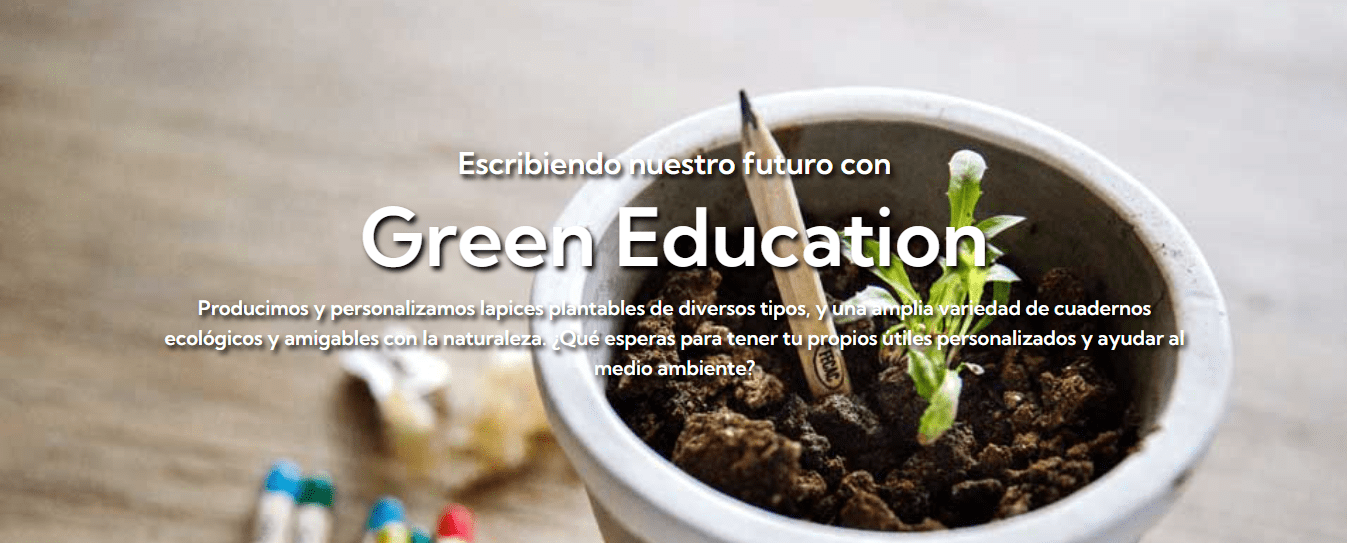 Escribiendo nuestro futuro con
Green Education
Producimos y personalizamos lapices plantables de diversos tipos, y una amplia variedad de cuadernos
ecológicos y amigables con la naturaleza. ¿Qué esperas para tener tu propios útiles personalizados y ayudar al
medio ambiente?
FECAC